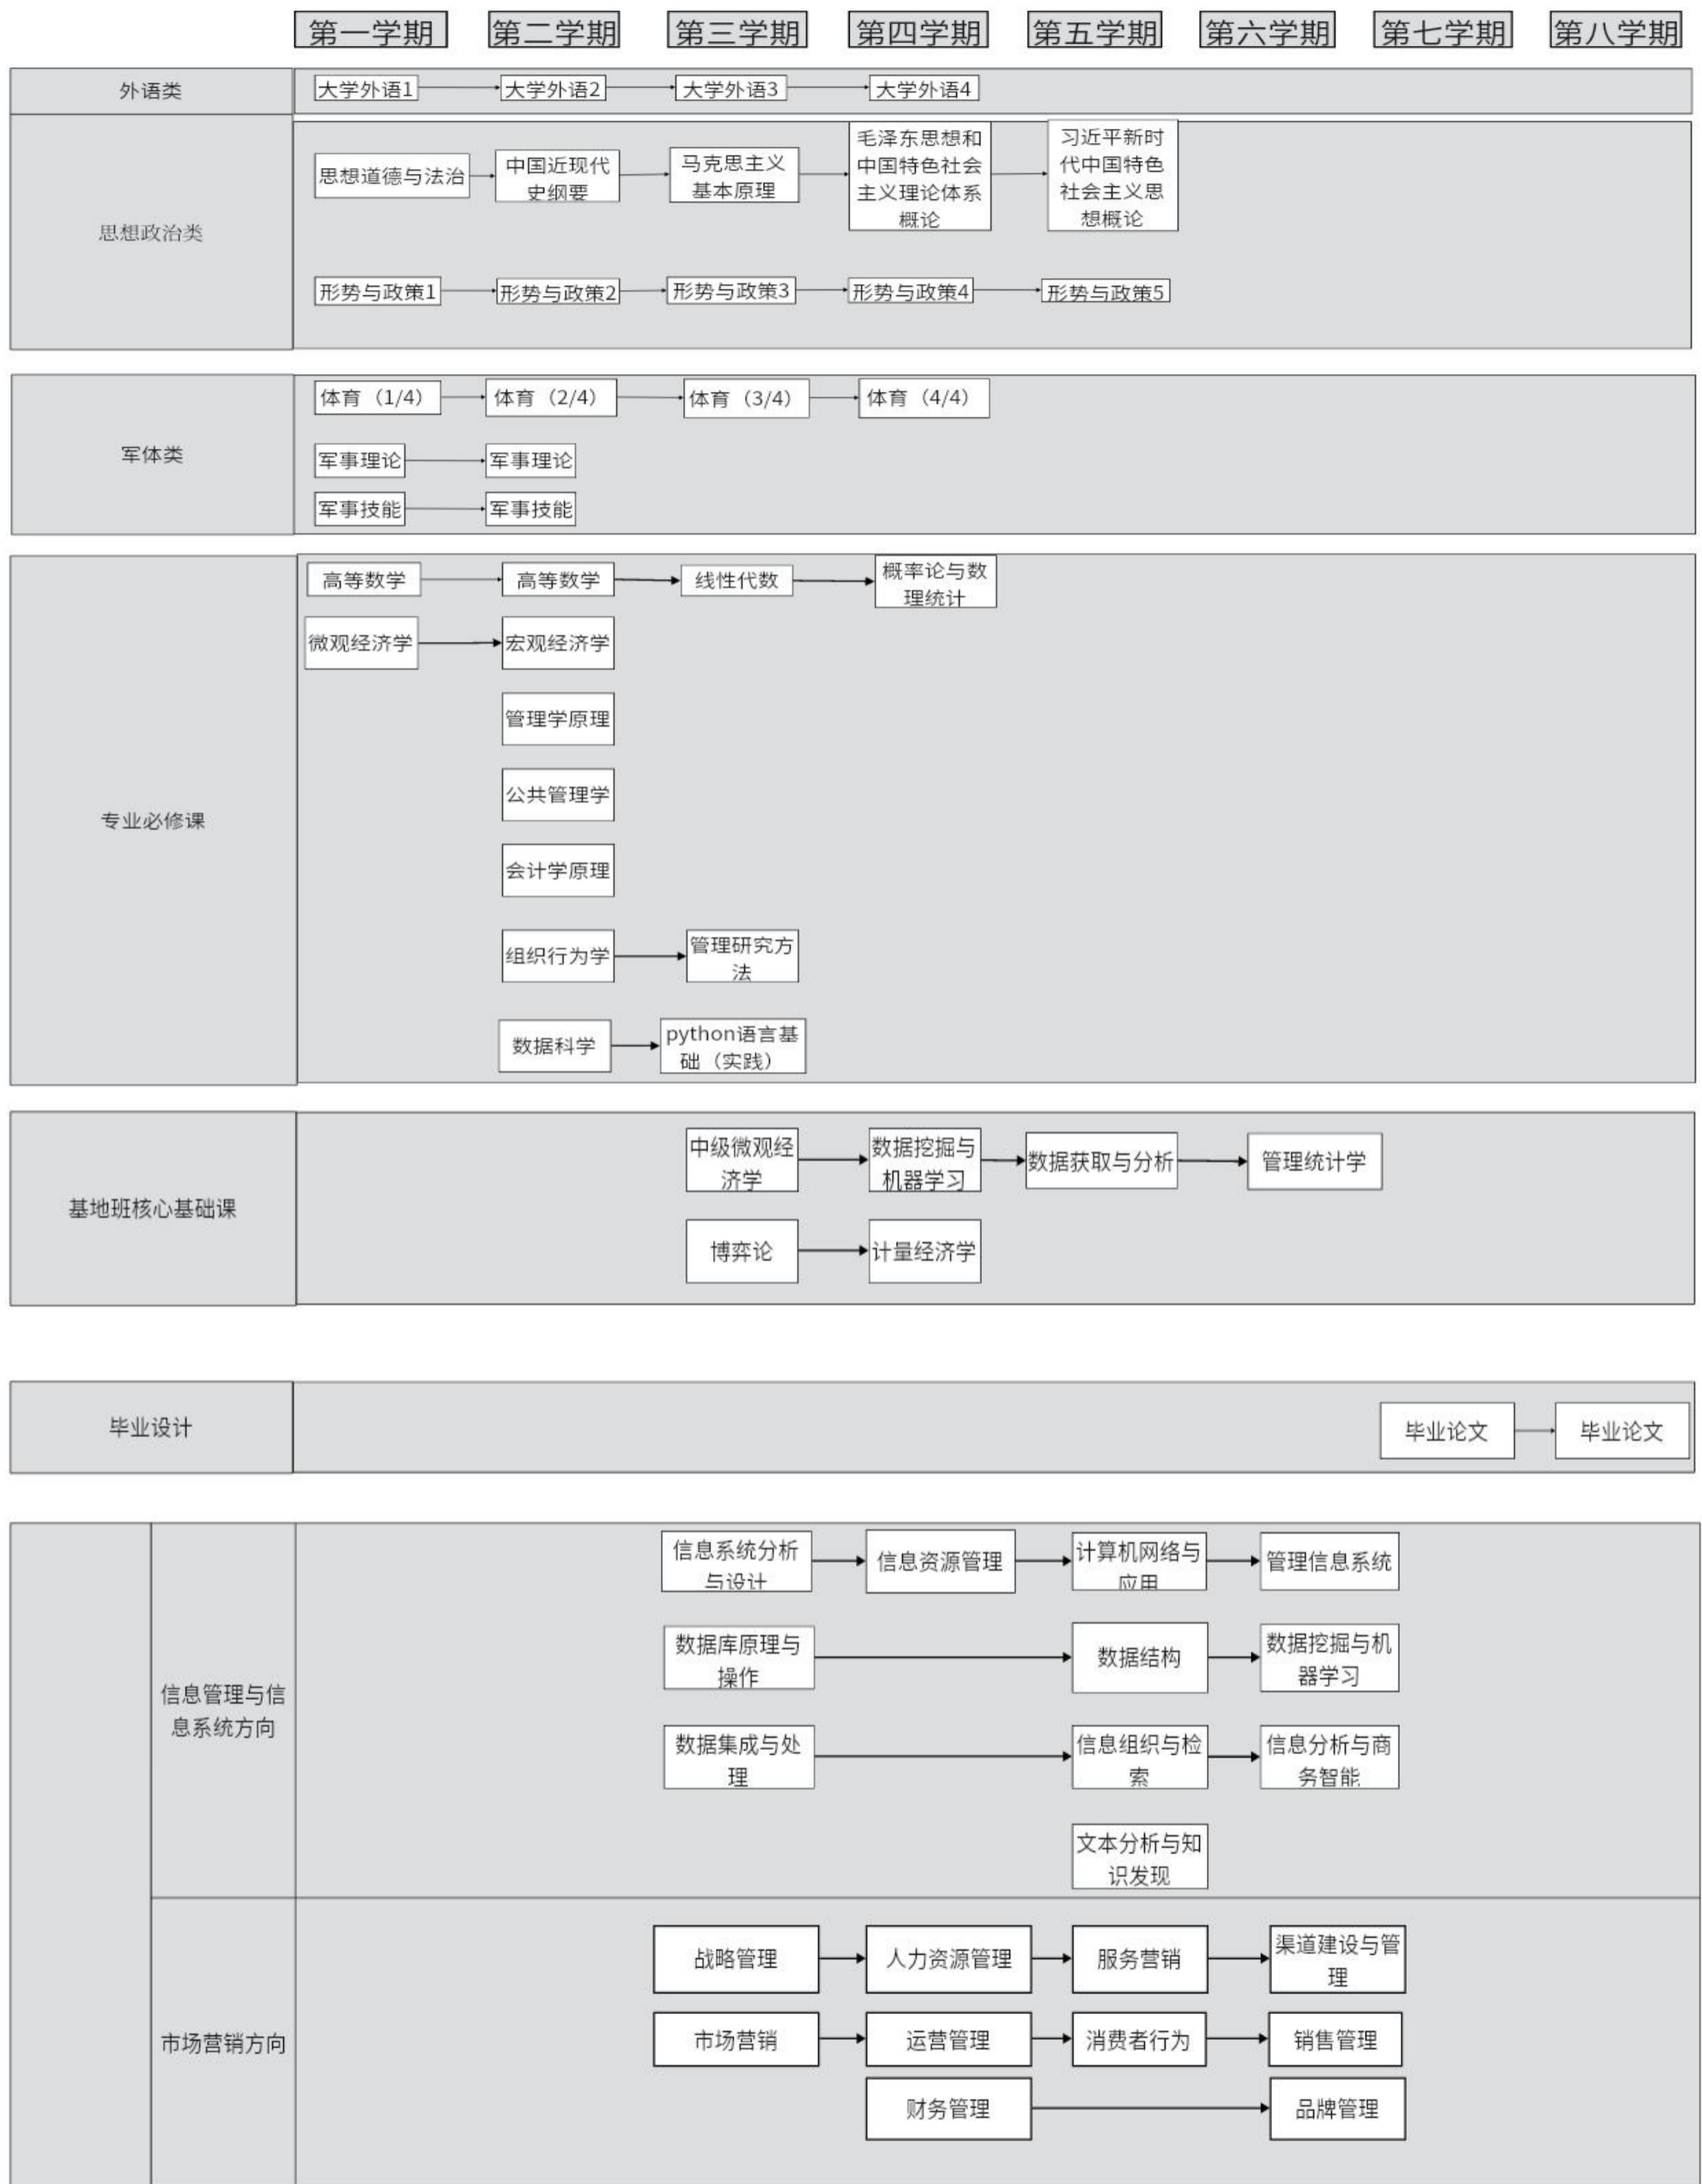 第一学期
第二学期
第三学期
第四学期
第五学期
第六学期
第七学期
第八学期
外语类
大学外语1
大学外语2
大学外语3
大学外语4
思想政治类
思想道德与法治
中国近现代
史纲要
马克思主义
基本原理
毛泽东思想和
中国特色社会
主义理论体系
概论
习近平新时
代中国特色
社会主义思
想概论
形势与政策1
形势与政策2
形势与政策3
形势与政策4
形势与政策5
军体类
体育（1/4）
体育（2/4）
体育（3/4）
体育（4/4）
军事理论
军事理论
军事技能
军事技能
专业必修课
高等数学
高等数学
线性代数
概率论与数
理统计
微观经济学
宏观经济学
管理学原理
公共管理学
会计学原理
组织行为学
管理研究方
法
数据科学
python语言基
础（实践）
基地班核心基础课
中级微观经
济学
数据挖掘与
机器学习
数据获取与分析
管理统计学
博弈论
计量经济学
毕业设计
毕业论文
毕业论文
信息管理与信
息系统方向
信息系统分析
与设计
信息资源管理
计算机网络与
应用
管理信息系统
数据库原理与
操作
数据结构
数据挖掘与机
器学习
数据集成与处
理
信息组织与检
索
信息分析与商
务智能
文本分析与知
识发现
市场营销方向
战略管理
人力资源管理
服务营销
渠道建设与管
理
市场营销
运营管理
消费者行为
销售管理
财务管理
品牌管理